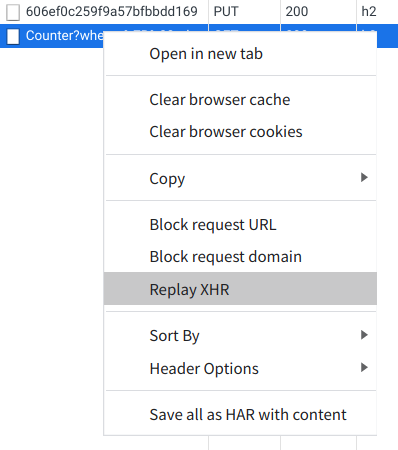 606ef0c259f9a57bfbbdd169 PUT 200 h2
Counter?whe
Open in new tab
Clear browser cache
Clear browser cookies
Copy
Block request URL
Block request domain
Replay XHR
Sort By
Header Options
Save all as HAR with content